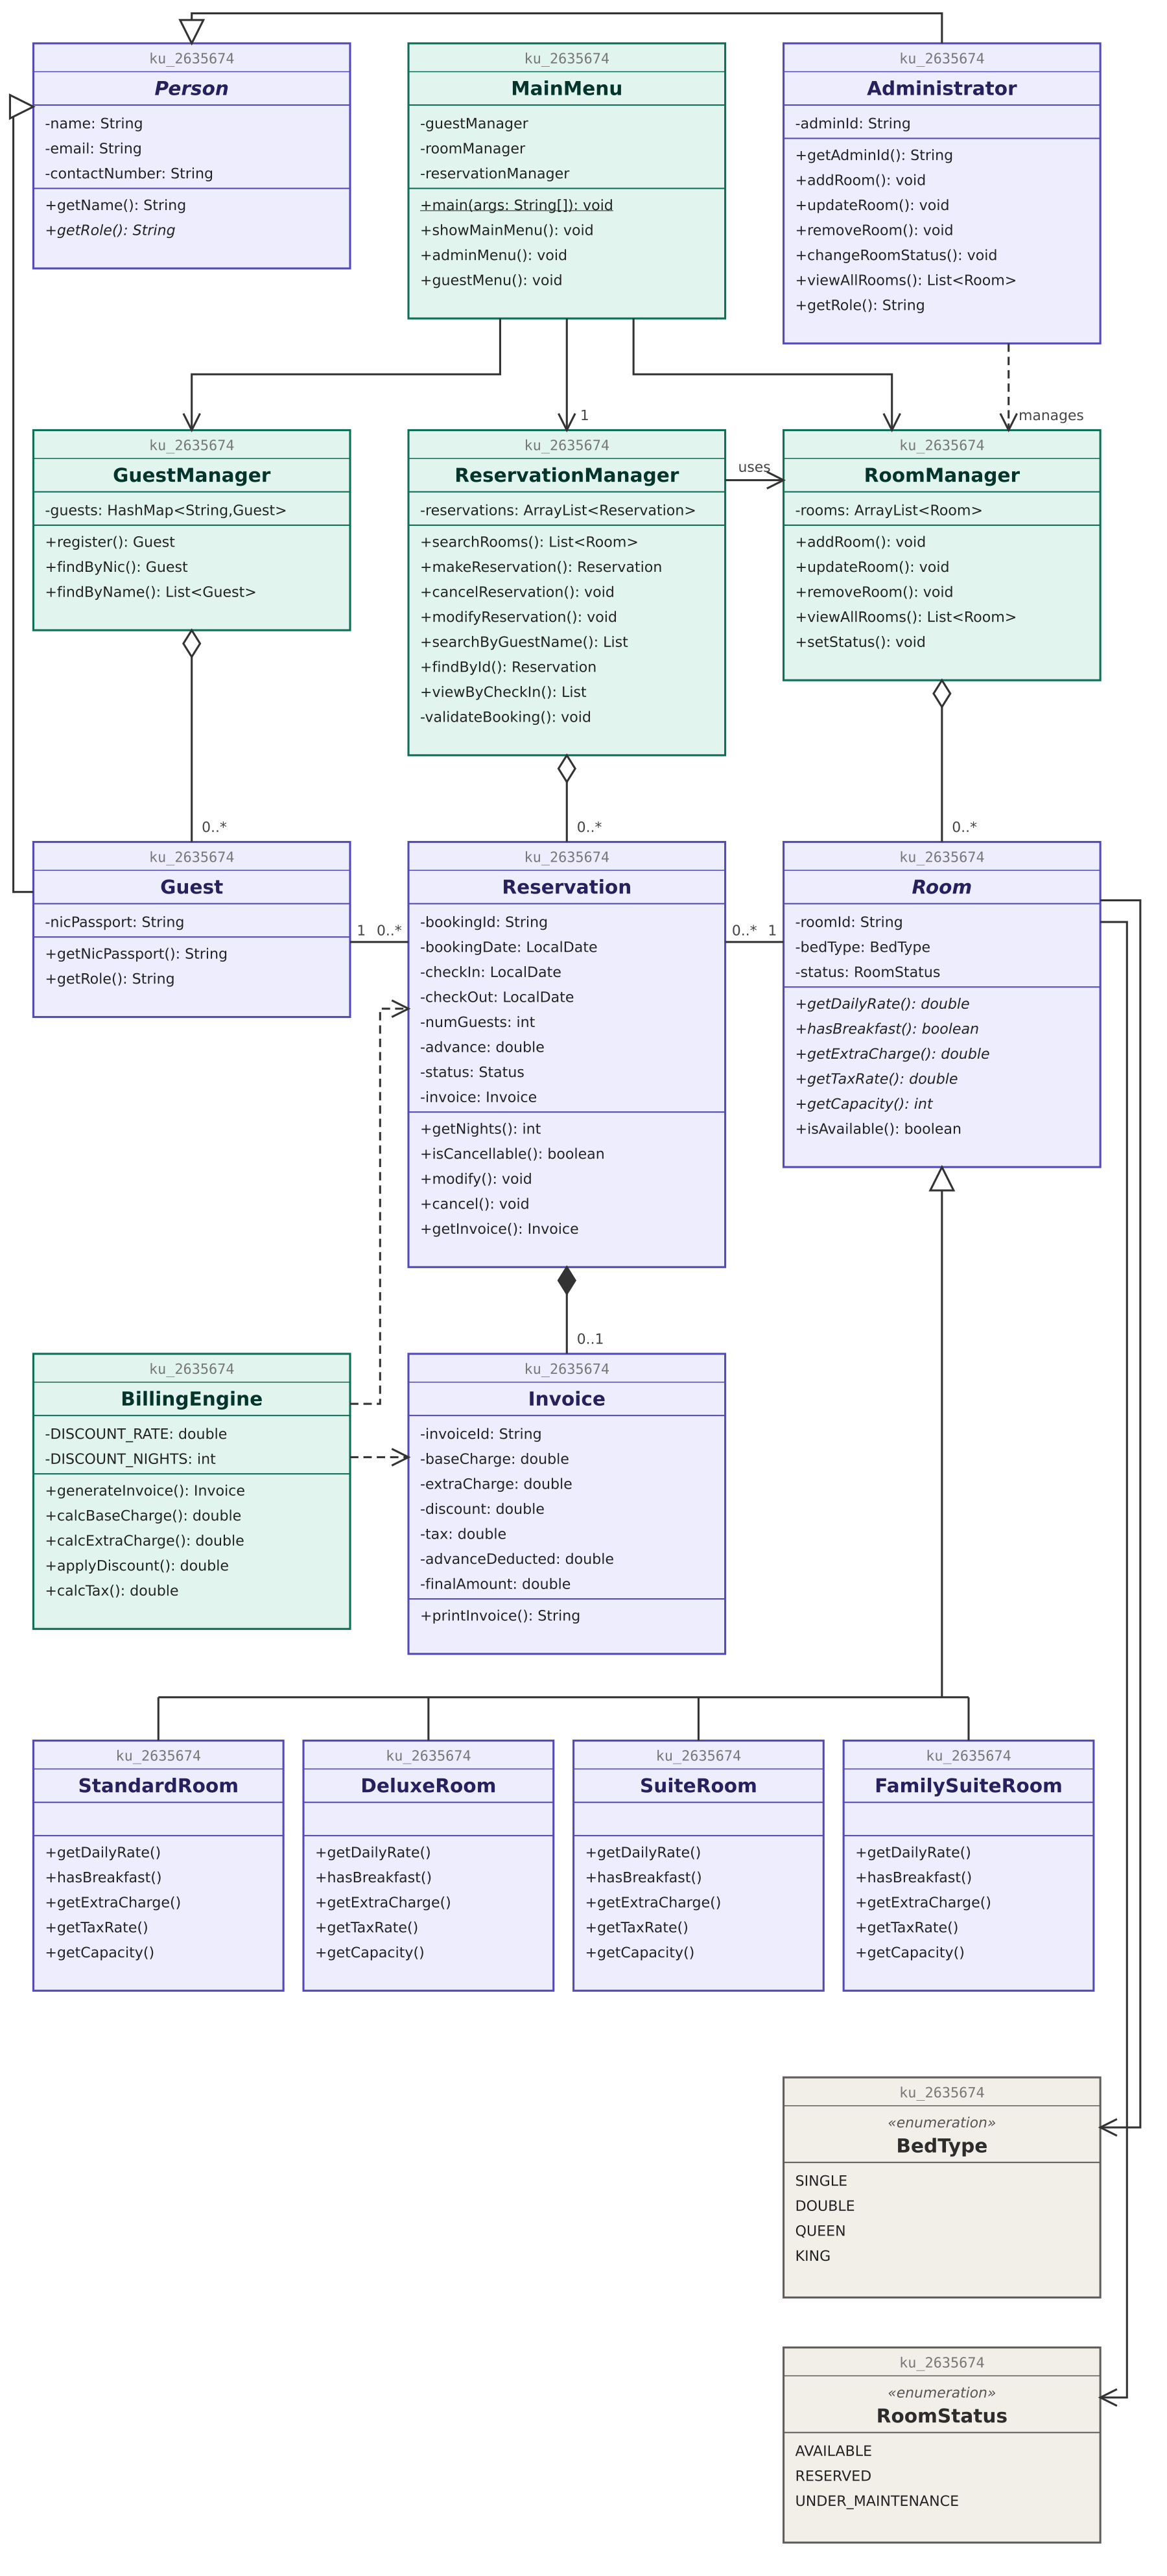 ku_2635674
Person
-name: String
-email: String
-contactNumber: String
+getName(): String
+getRole(): String
ku_2635674
MainMenu
-guestManager
-roomManager
-reservationManager
+main(args: String[]): void
+showMainMenu(): void
+adminMenu(): void
+guestMenu(): void
ku_2635674
Administrator
-adminId: String
+getAdminId(): String
+addRoom(): void
+updateRoom(): void
+removeRoom(): void
+changeRoomStatus(): void
+viewAllRooms(): List<Room>
+getRole(): String
1
manages
ku_2635674
GuestManager
-guests: HashMap<String,Guest>
+register(): Guest
+findByNic(): Guest
+findByName(): List<Guest>
ku_2635674
ReservationManager
-reservations: ArrayList<Reservation>
+searchRooms(): List<Room>
+makeReservation(): Reservation
+cancelReservation(): void
+modifyReservation(): void
+searchByGuestName(): List
+findById(): Reservation
+viewByCheckIn(): List
-validateBooking(): void
uses
ku_2635674
RoomManager
-rooms: ArrayList<Room>
+addRoom(): void
+updateRoom(): void
+removeRoom(): void
+viewAllRooms(): List<Room>
+setStatus(): void
0..*
0..*
0..*
ku_2635674
Guest
-nicPassport: String
+getNicPassport(): String
+getRole(): String
1 0..*
ku_2635674
Reservation
-bookingId: String
-bookingDate: LocalDate
-checkIn: LocalDate
-checkOut: LocalDate
-numGuests: int
-advance: double
-status: Status
-invoice: Invoice
+getNights(): int
+isCancellable(): boolean
+modify(): void
+cancel(): void
+getInvoice(): Invoice
0..* 1
ku_2635674
Room
-roomId: String
-bedType: BedType
-status: RoomStatus
+getDailyRate(): double
+hasBreakfast(): boolean
+getExtraCharge(): double
+getTaxRate(): double
+getCapacity(): int
+isAvailable(): boolean
0..1
ku_2635674
BillingEngine
-DISCOUNT_RATE: double
-DISCOUNT_NIGHTS: int
+generateInvoice(): Invoice
+calcBaseCharge(): double
+calcExtraCharge(): double
+applyDiscount(): double
+calcTax(): double
ku_2635674
Invoice
-invoiceId: String
-baseCharge: double
-extraCharge: double
-discount: double
-tax: double
-advanceDeducted: double
-finalAmount: double
+printInvoice(): String
ku_2635674
StandardRoom
+getDailyRate()
+hasBreakfast()
+getExtraCharge()
+getTaxRate()
+getCapacity()
ku_2635674
DeluxeRoom
+getDailyRate()
+hasBreakfast()
+getExtraCharge()
+getTaxRate()
+getCapacity()
ku_2635674
SuiteRoom
+getDailyRate()
+hasBreakfast()
+getExtraCharge()
+getTaxRate()
+getCapacity()
ku_2635674
FamilySuiteRoom
+getDailyRate()
+hasBreakfast()
+getExtraCharge()
+getTaxRate()
+getCapacity()
ku_2635674
«enumeration»
BedType
SINGLE
DOUBLE
QUEEN
KING
ku_2635674
«enumeration»
RoomStatus
AVAILABLE
RESERVED
UNDER_MAINTENANCE